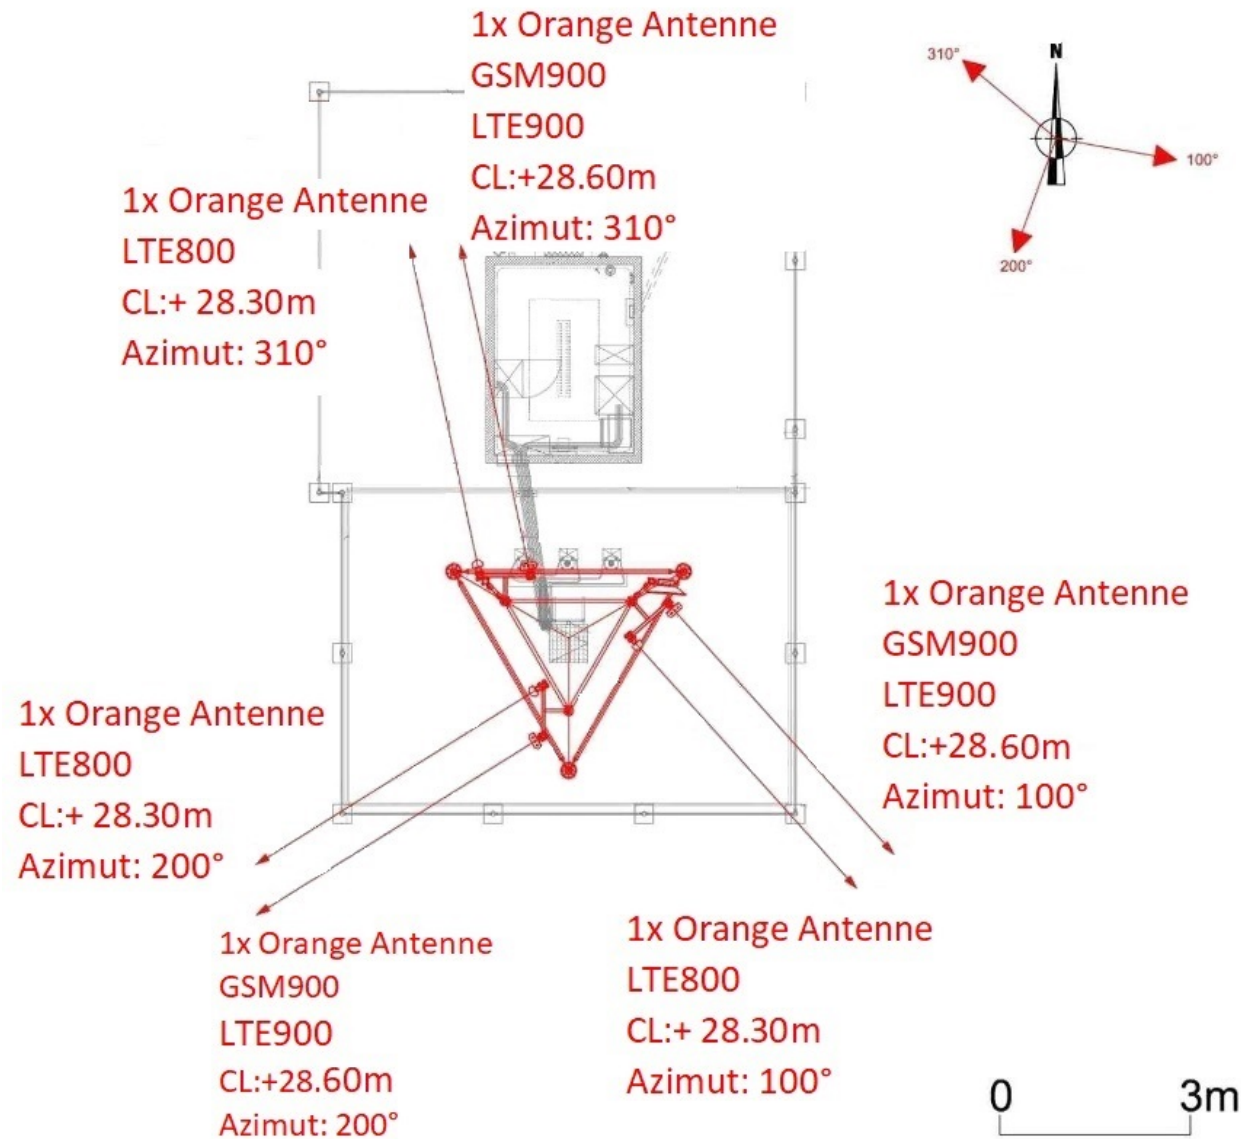 1x Orange Antenne
GSM900
LTE900
CL:+28.60m
Azimut: 310°
1x Orange Antenne
LTE800
CL:+ 28.30m
Azimut: 310°
310°
N
100°
200°
1x Orange Antenne
GSM900
LTE900
CL:+28.60m
Azimut: 100°
1x Orange Antenne
LTE800
CL:+ 28.30m
Azimut: 200°
1x Orange Antenne
GSM900
LTE900
CL:+28.60m
Azimut: 200°
1x Orange Antenne
LTE800
CL:+ 28.30m
Azimut: 100°
0 3m